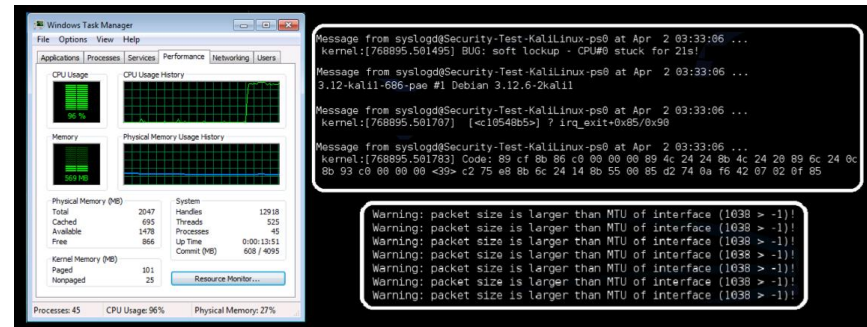 Windows Task Manager
File Options View Help
Applications Processes Services Performance Networking Users
CPU Usage CPU Usage History
96 %
Memory Physical Memory Usage History
569 MB
Physical Memory (MB)
Total 2047
Cached 695
Available 1478
Free 866
Kernel Memory (MB)
Paged 101
Nonpaged 25
System
Handles 12918
Threads 525
Processes 45
Up Time 0:00:13:51
Commit (MB) 608 / 4095
Resource Monitor...
Processes: 45 CPU Usage: 96% Physical Memory: 27%
Message from syslogd@Security-Test-KaliLinux-ps0 at Apr 2 03:33:06 ...
kernel:[768895.501495] BUG: soft lockup - CPU#0 stuck for 21s!
Message from syslogd@Security-Test-KaliLinux-ps0 at Apr 2 03:33:06 ...
3.12-kali1-686-pae #1 Debian 3.12.6-2kali1
Message from syslogd@Security-Test-KaliLinux-ps0 at Apr 2 03:33:06 ...
kernel:[768895.501707] [<c10548b5>] ? irq_exit+0x85/0x90
Message from syslogd@Security-Test-KaliLinux-ps0 at Apr 2 03:33:06 ...
kernel:[768895.501783] Code: 89 cf 8b 86 c0 00 00 00 89 4c 24 24 8b 4c 24 20 89 6c 24 0c
8b 93 c0 00 00 00 <39> c2 75 e8 8b 6c 24 14 8b 55 00 85 d2 74 0a f6 42 07 02 0f 85
Warning: packet size is larger than MTU of interface (1038 > -1)!
Warning: packet size is larger than MTU of interface (1038 > -1)!
Warning: packet size is larger than MTU of interface (1038 > -1)!
Warning: packet size is larger than MTU of interface (1038 > -1)!
Warning: packet size is larger than MTU of interface (1038 > -1)!
Warning: packet size is larger than MTU of interface (1038 > -1)!
Warning: packet size is larger than MTU of interface (1038 > -1)!